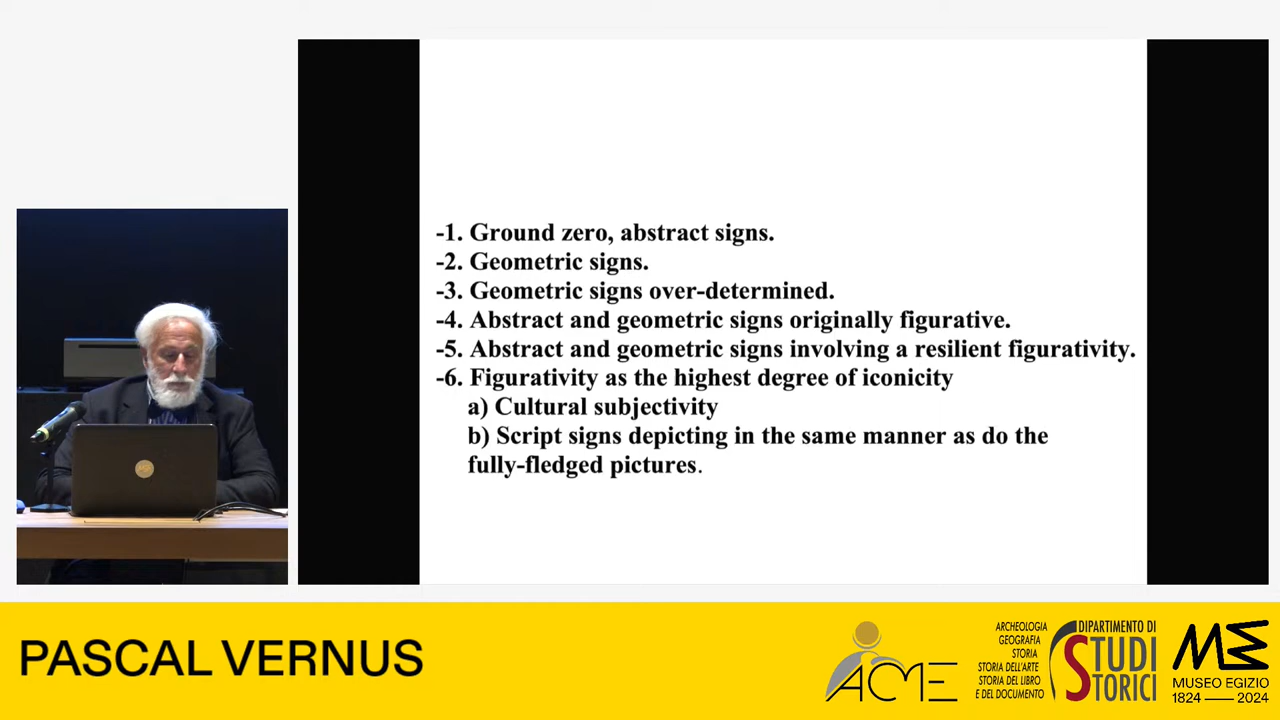 -1. Ground zero, abstract signs.
-2. Geometric signs.
-3. Geometric signs over-determined.
-4. Abstract and geometric signs originally figurative.
-5. Abstract and geometric signs involving a resilient figurativity.
-6. Figurativity as the highest degree of iconicity
a) Cultural subjectivity
b) Script signs depicting in the same manner as do the
fully-fledged pictures.
PASCAL VERNUS
ACME
ARCHEOLOGIA
GEOGRAFIA
STORIA
STORIA DELL'ARTE
STORIA DEL LIBRO
E DEL DOCUMENTO
DIPARTIMENTO DI
STUDI
STORICI
ME
MUSEO EGIZIO
1824 — 2024